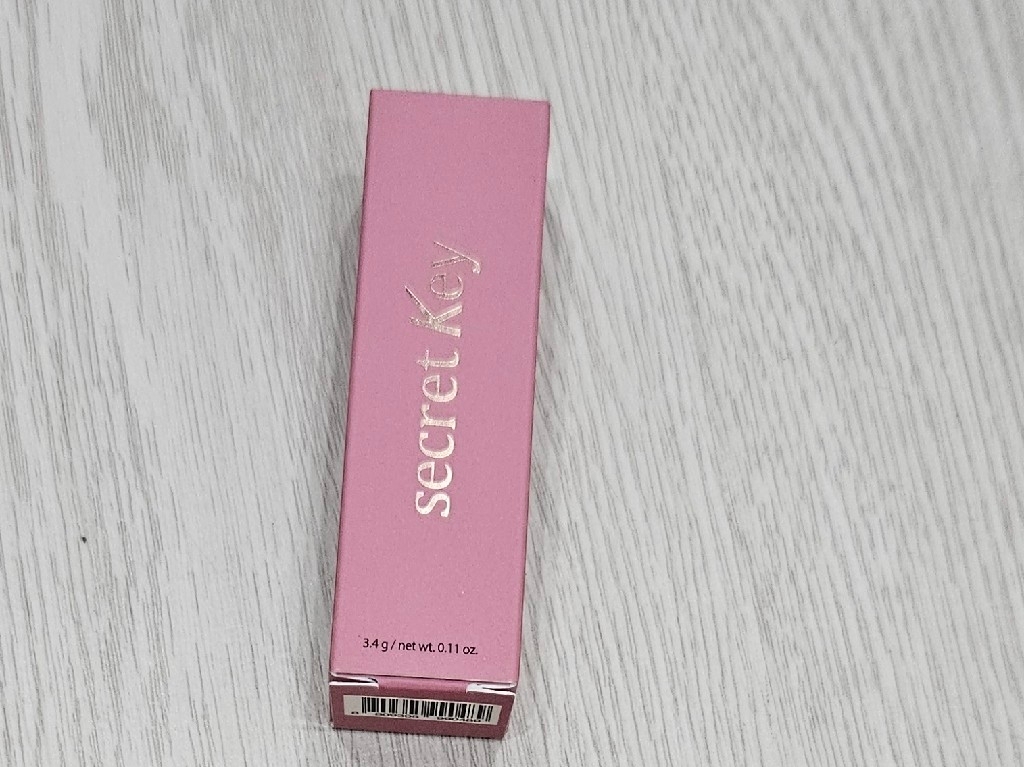 secret Key
3.4 g / net wt. 0.11 oz.